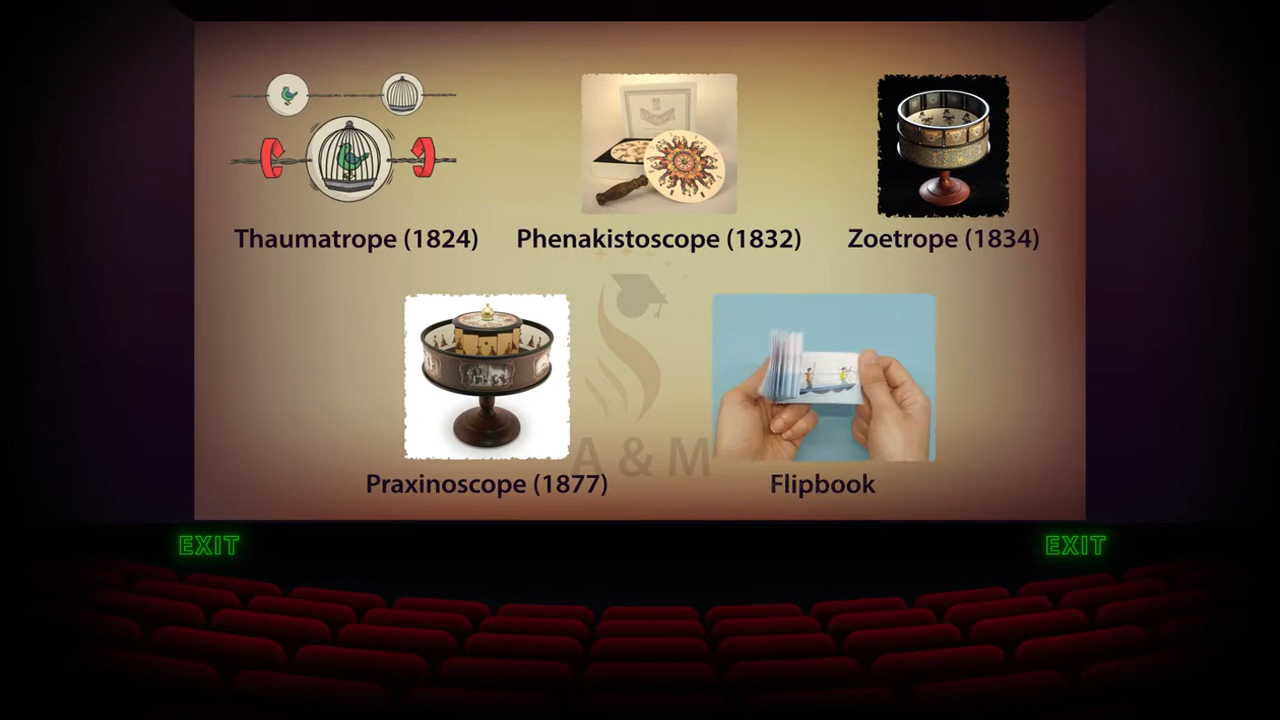 Thaumatrope (1824)
Phenakistoscope (1832)
Zoetrope (1834)
A & M
Praxinoscope (1877)
Flipbook
EXIT
EXIT